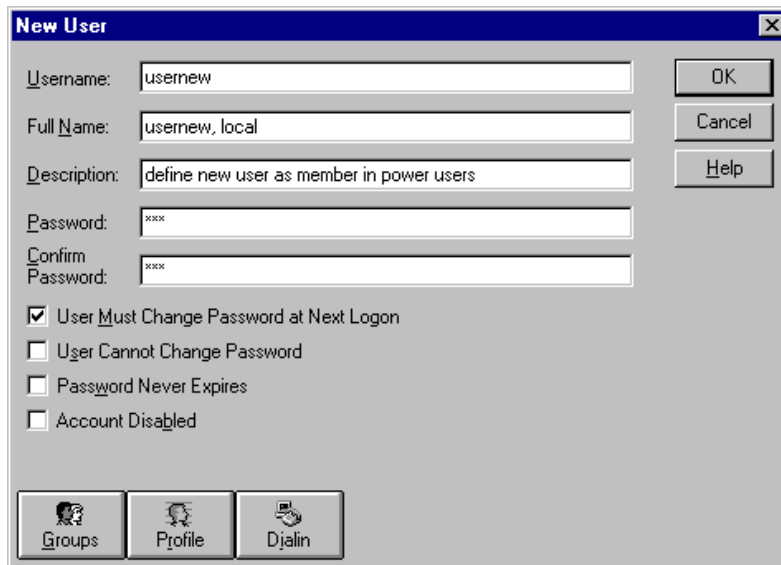 New User
Username: usernew
OK
Full Name: usernew, local
Cancel
Description: define new user as member in power users
Help
Password: ***
Confirm
Password: ***
User Must Change Password at Next Logon
User Cannot Change Password
Password Never Expires
Account Disabled
Groups Profile Dialin